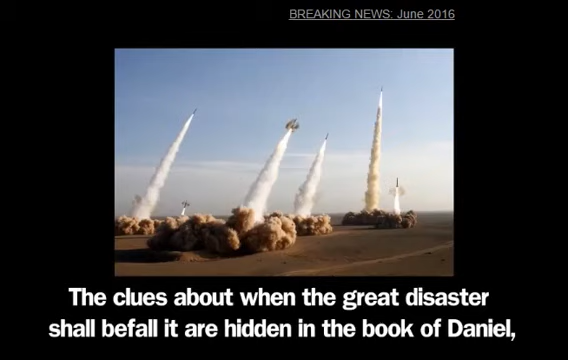 BREAKING NEWS: June 2016
The clues about when the great disaster
shall befall it are hidden in the book of Daniel,